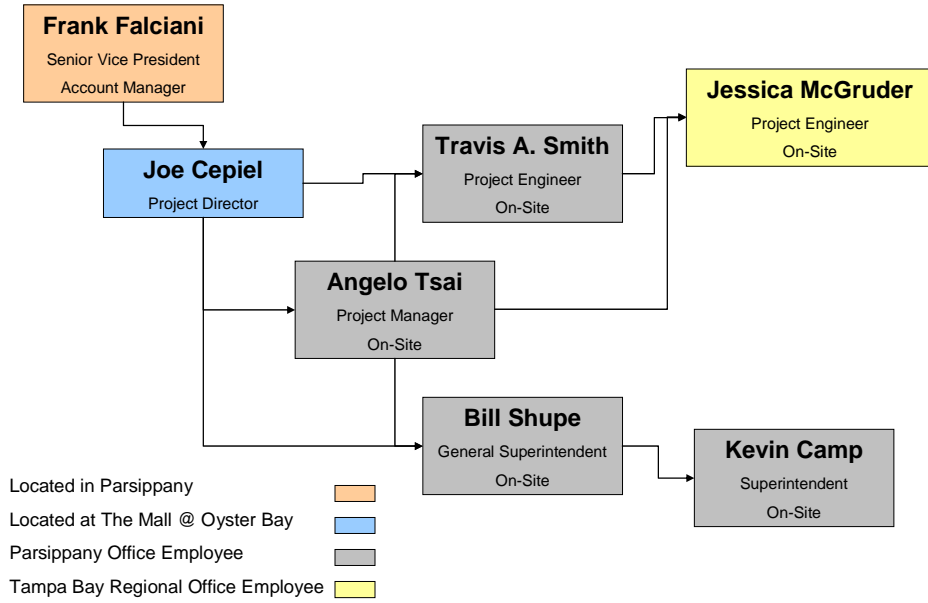 Frank Falciani
Senior Vice President
Account Manager
Jessica McGruder
Project Engineer
On-Site
Travis A. Smith
Project Engineer
On-Site
Joe Cepiel
Project Director
Angelo Tsai
Project Manager
On-Site
Bill Shupe
General Superintendent
On-Site
Kevin Camp
Superintendent
On-Site
Located in Parsippany
Located at The Mall @ Oyster Bay
Parsippany Office Employee
Tampa Bay Regional Office Employee